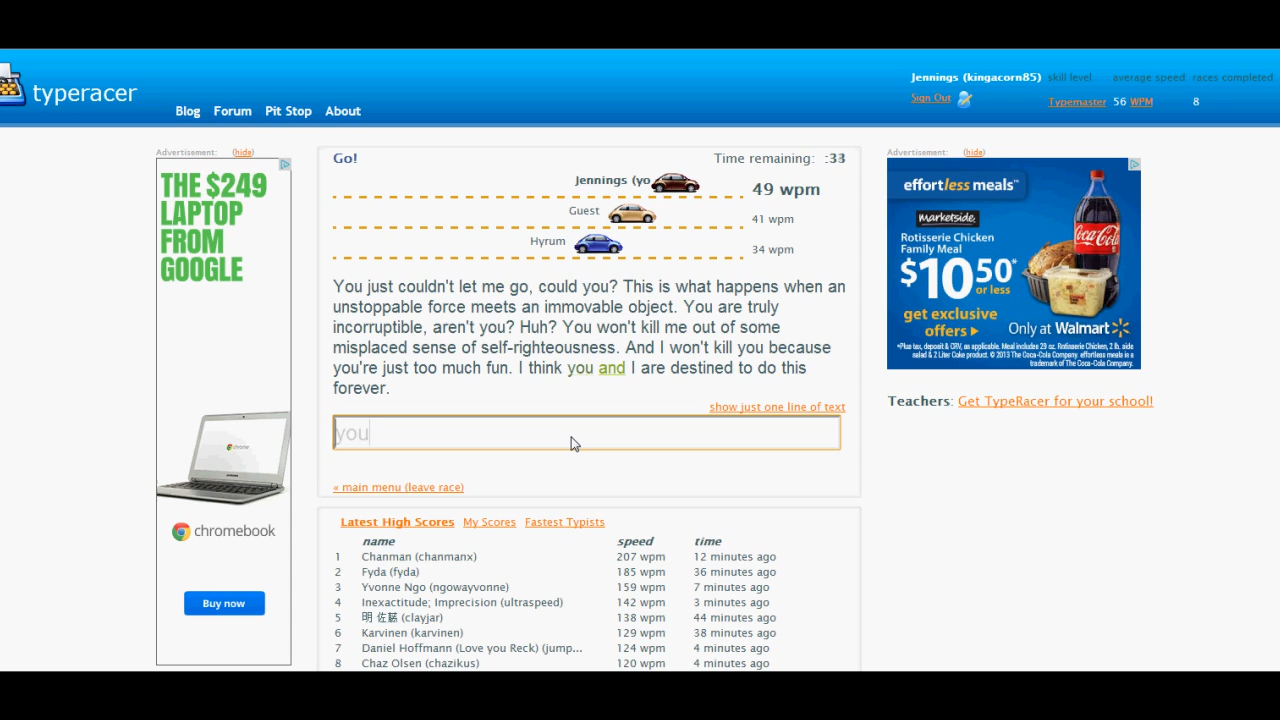 typeracer
Blog Forum Pit Stop About
Jennings (kingacorn85) skill level: average speed: races completed:
Sign Out Typemaster 56 WPM 8
Advertisement: (hide)
THE $249
LAPTOP
FROM
GOOGLE
chrome
chromebook
Buy now
Go! Time remaining: :33
Jennings (yo 49 wpm
Guest 41 wpm
Hyrum 34 wpm
You just couldn't let me go, could you? This is what happens when an
unstoppable force meets an immovable object. You are truly
incorruptible, aren't you? Huh? You won't kill me out of some
misplaced sense of self-righteousness. And I won't kill you because
you're just too much fun. I think you and I are destined to do this
forever.
show just one line of text
you
« main menu (leave race)
Latest High Scores My Scores Fastest Typists
name speed time
1 Chanman (chanmanx) 207 wpm 12 minutes ago
2 Fyda (fyda) 185 wpm 36 minutes ago
3 Yvonne Ngo (ngowayvonne) 159 wpm 7 minutes ago
4 Inexactitude; Imprecision (ultraspeed) 142 wpm 3 minutes ago
5 明 佐藤 (clayjar) 138 wpm 44 minutes ago
6 Karvinen (karvinen) 129 wpm 38 minutes ago
7 Daniel Hoffmann (Love you Reck) (jump... 124 wpm 4 minutes ago
8 Chaz Olsen (chazikus) 120 wpm 4 minutes ago
Advertisement: (hide)
effortless meals™
marketside.
Rotisserie Chicken
Family Meal
$10.50*
or less
get exclusive
offers
Only at Walmart
Coca-Cola
*Plus tax, deposit & CRV, as applicable. Meal includes 29 oz. Rotisserie Chicken, 2 lb. side
salad & 2 Liter Coke product. © 2013 The Coca-Cola Company. effortless meals is a
trademark of The Coca-Cola Company.
Teachers: Get TypeRacer for your school!